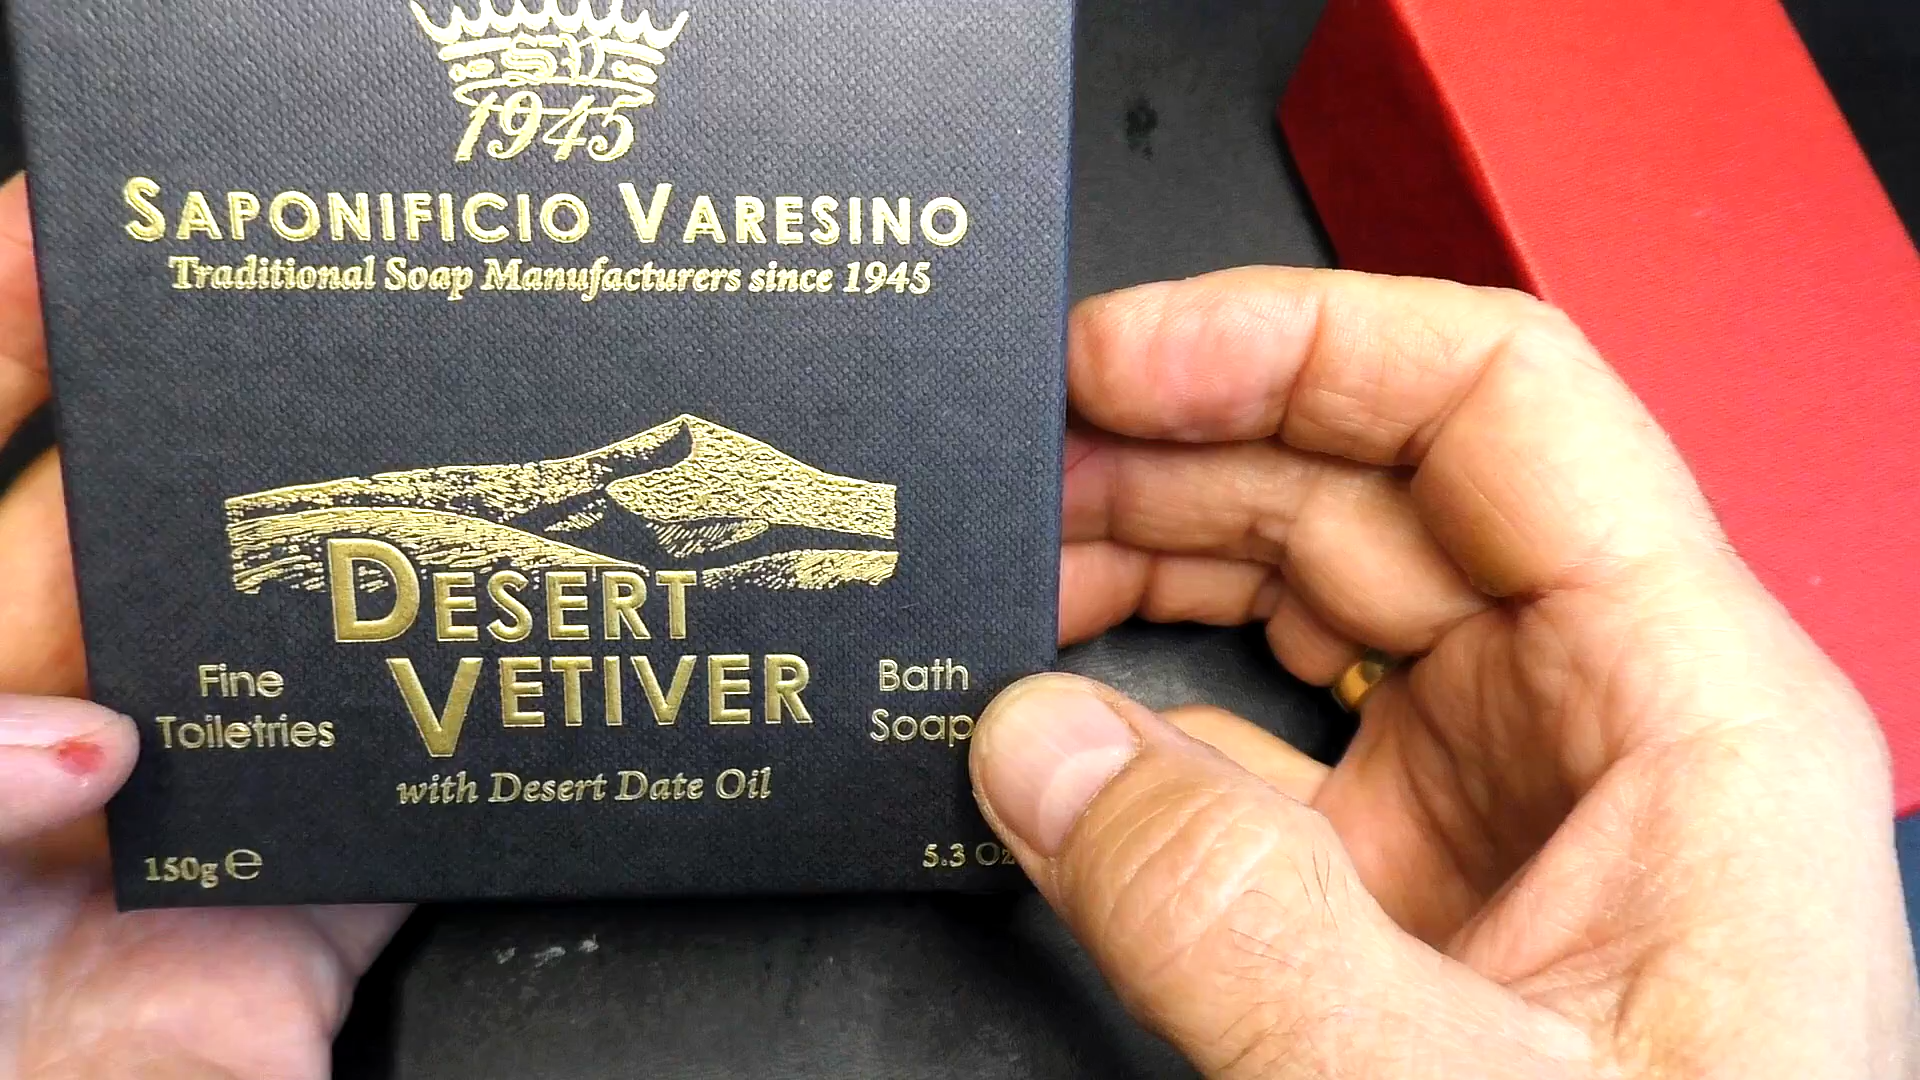 SV
1945
SAPONIFICIO VARESINO
Traditional Soap Manufacturers since 1945
DESERT
VETIVER
Fine
Toiletries
Bath
Soap
with Desert Date Oil
150g ℮
5.3 Oz